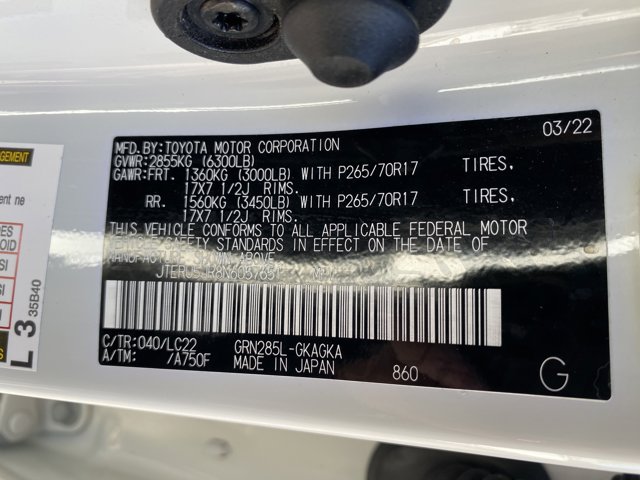 MFD.BY:TOYOTA MOTOR CORPORATION 03/22
GVWR:2855KG (6300LB)
GAWR:FRT. 1360KG (3000LB) WITH P265/70R17 TIRES,
17X7 1/2J RIMS.
RR. 1560KG (3450LB) WITH P265/70R17 TIRES,
17X7 1/2J RIMS.
THIS VEHICLE CONFORMS TO ALL APPLICABLE FEDERAL MOTOR
VEHICLE SAFETY STANDARDS IN EFFECT ON THE DATE OF
MANUFACTURE SHOWN ABOVE.
C/TR:040/LC22 GRN285L-GKAGKA
A/TM: /A750F MADE IN JAPAN 860 G
L 3
35B40